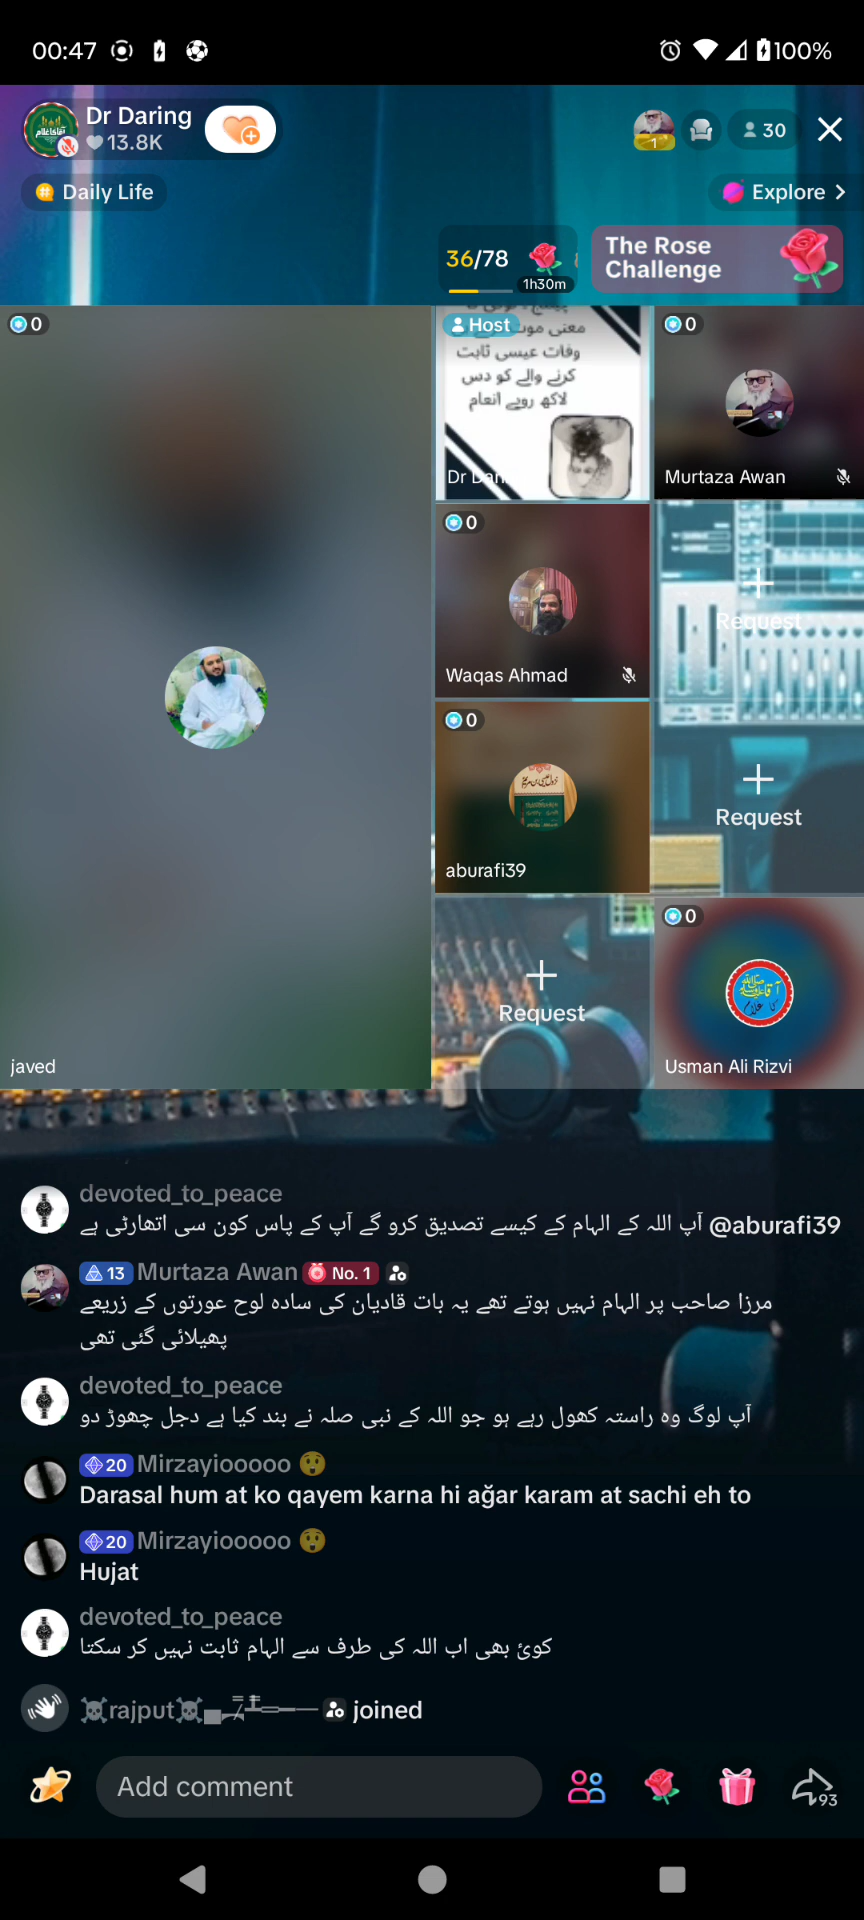 00:47
100%
Dr Daring
13.8K
1
30
Daily Life
Explore
36/78
1h30m
The Rose
Challenge
0
Host
معنی موت
وفات عیسی ثابت
کرنے والے کو دس
لاکھ روپے انعام
Dr Dari
0
Murtaza Awan
0
Waqas Ahmad
Request
0
aburafi39
Request
javed
Request
0
Usman Ali Rizvi
devoted_to_peace
@aburafi39 آپ اللہ کے الہام کے کیسے تصدیق کرو گے آپ کے پاس کون سی اتھارٹی ہے
13 Murtaza Awan No. 1
مرزا صاحب پر الہام نہیں ہوتے تھے یہ بات قادیان کی سادہ لوح عورتوں کے زریعے
پھیلائی گئی تھی
devoted_to_peace
آپ لوگ وہ راستہ کھول رہے ہو جو اللہ کے نبی صلہ نے بند کیا ہے دجل چھوڑ دو
20 Mirzayiooooo 😲
Darasal hum at ko qayem karna hi ağar karam at sachi eh to
20 Mirzayiooooo 😲
Hujat
devoted_to_peace
کوئ بھی اب اللہ کی طرف سے الہام ثابت نہیں کر سکتا
☠rajput☠ joined
Add comment
93